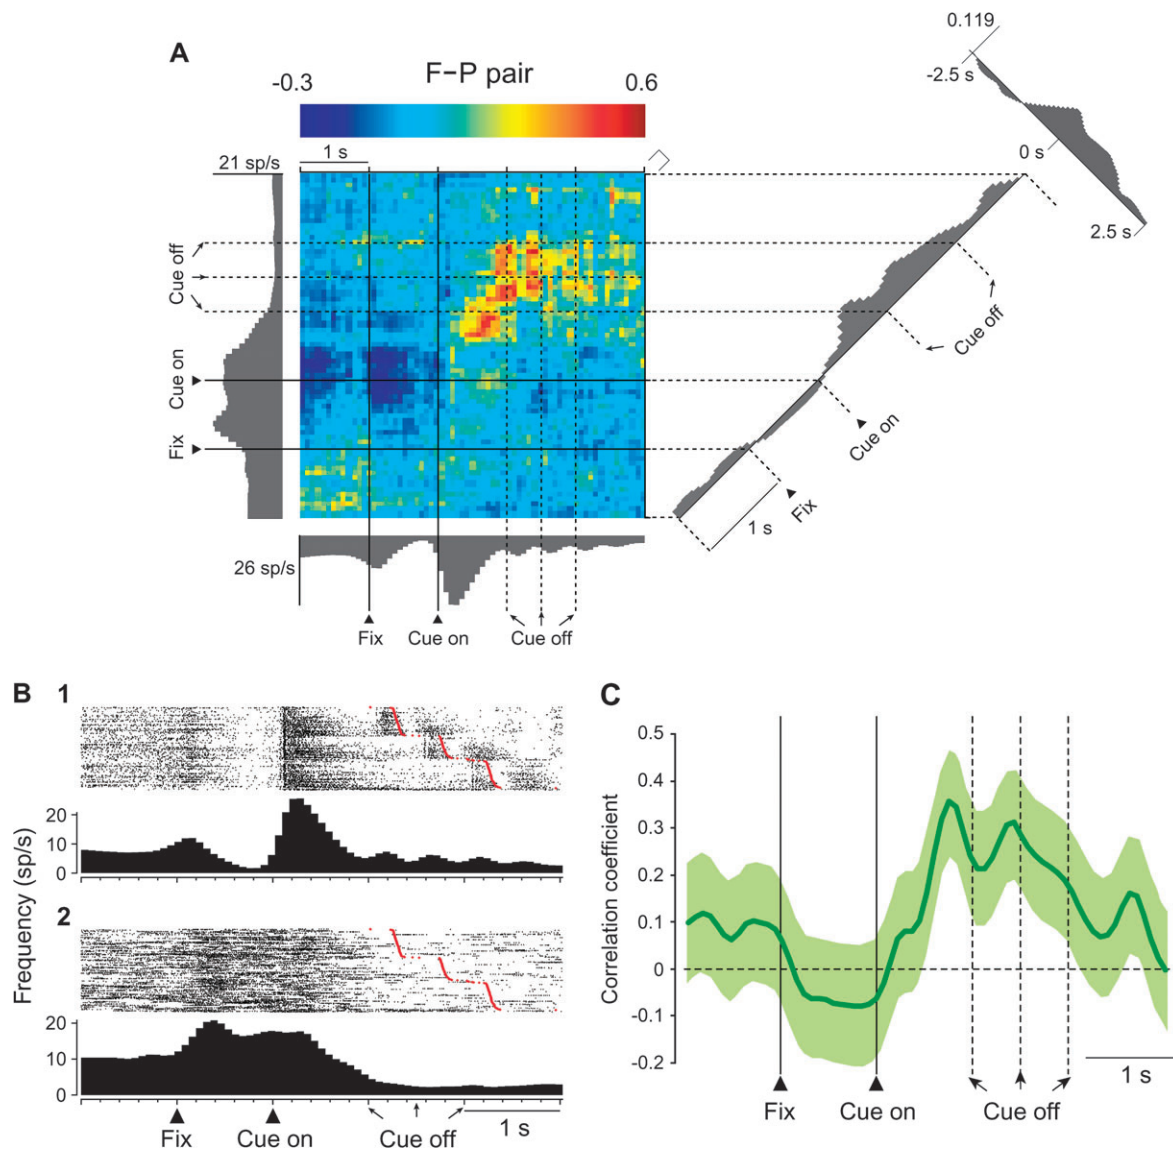 A
F–P pair
-0.3
0.6
1 s
21 sp/s
Cue off
Cue on
Fix
26 sp/s
Fix
Cue on
Cue off
0.119
-2.5 s
0 s
2.5 s
Cue off
Cue on
Fix
1 s
B
1
Frequency (sp/s)
20
10
0
2
20
10
0
Fix
Cue on
Cue off
1 s
C
Correlation coefficient
0.5
0.4
0.3
0.2
0.1
0
-0.1
-0.2
1 s
Fix
Cue on
Cue off